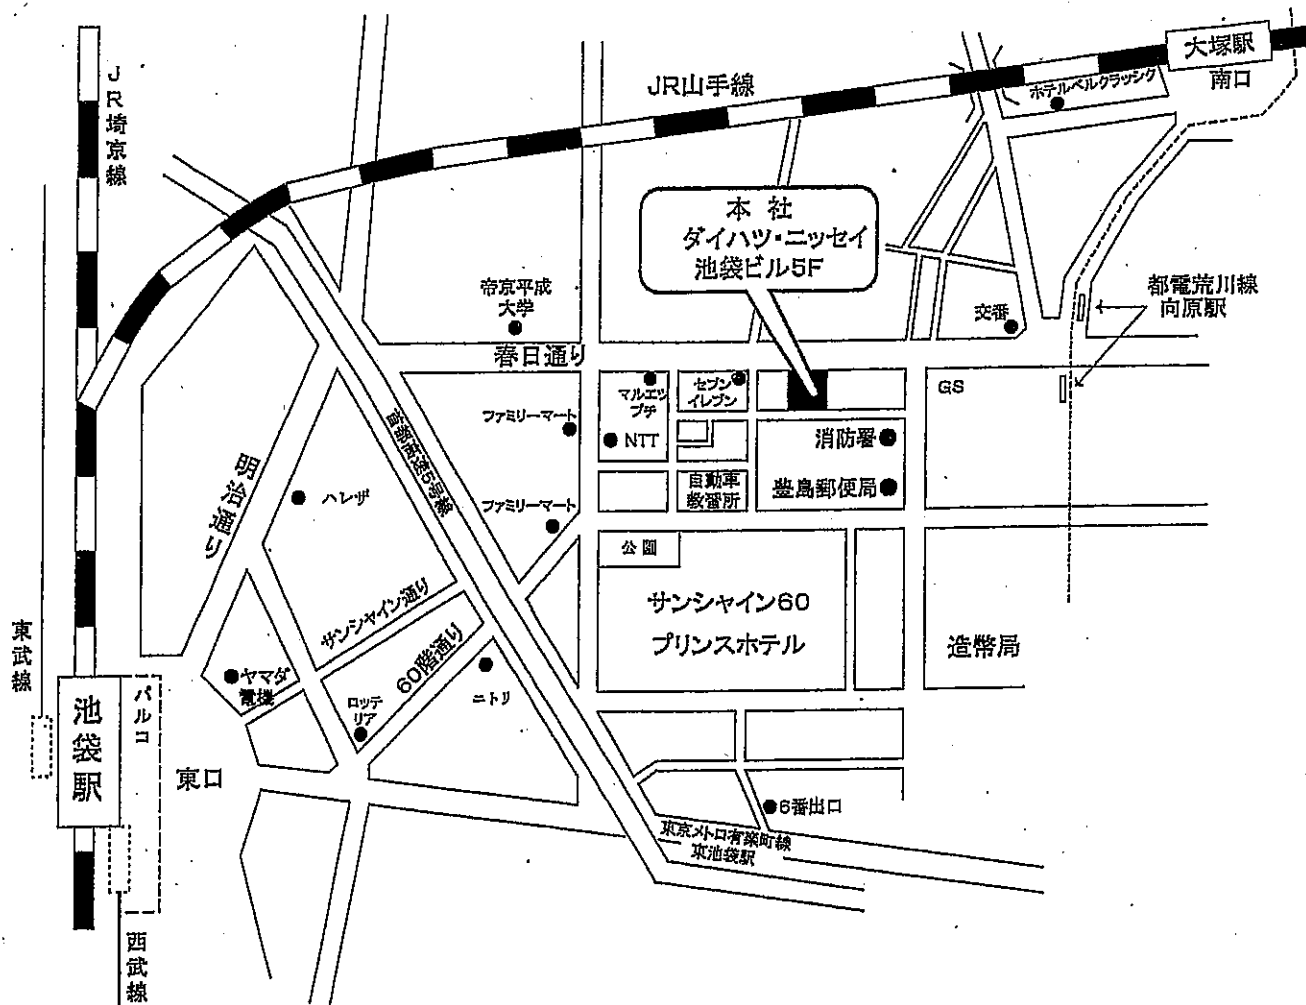 大塚駅
南口
JR山手線
ホテルベルクラッシク
JR埼京線
本社
ダイハツ・ニッセイ
池袋ビル5F
帝京平成
大学
春日通り
交番
都電荒川線
向原駅
マルエッ
プチ
セブン
イレブン
GS
ファミリーマート
NTT
消防署
首都高速5号線
自動車
教習所
豊島郵便局
明治通り
ハレザ
ファミリーマート
公園
サンシャイン60
プリンスホテル
造幣局
サンシャイン通り
60階通り
東武線
ヤマダ
電機
ロッテ
リア
ニトリ
パルコ
池袋駅
東口
6番出口
東京メトロ有楽町線
東池袋駅
西武線